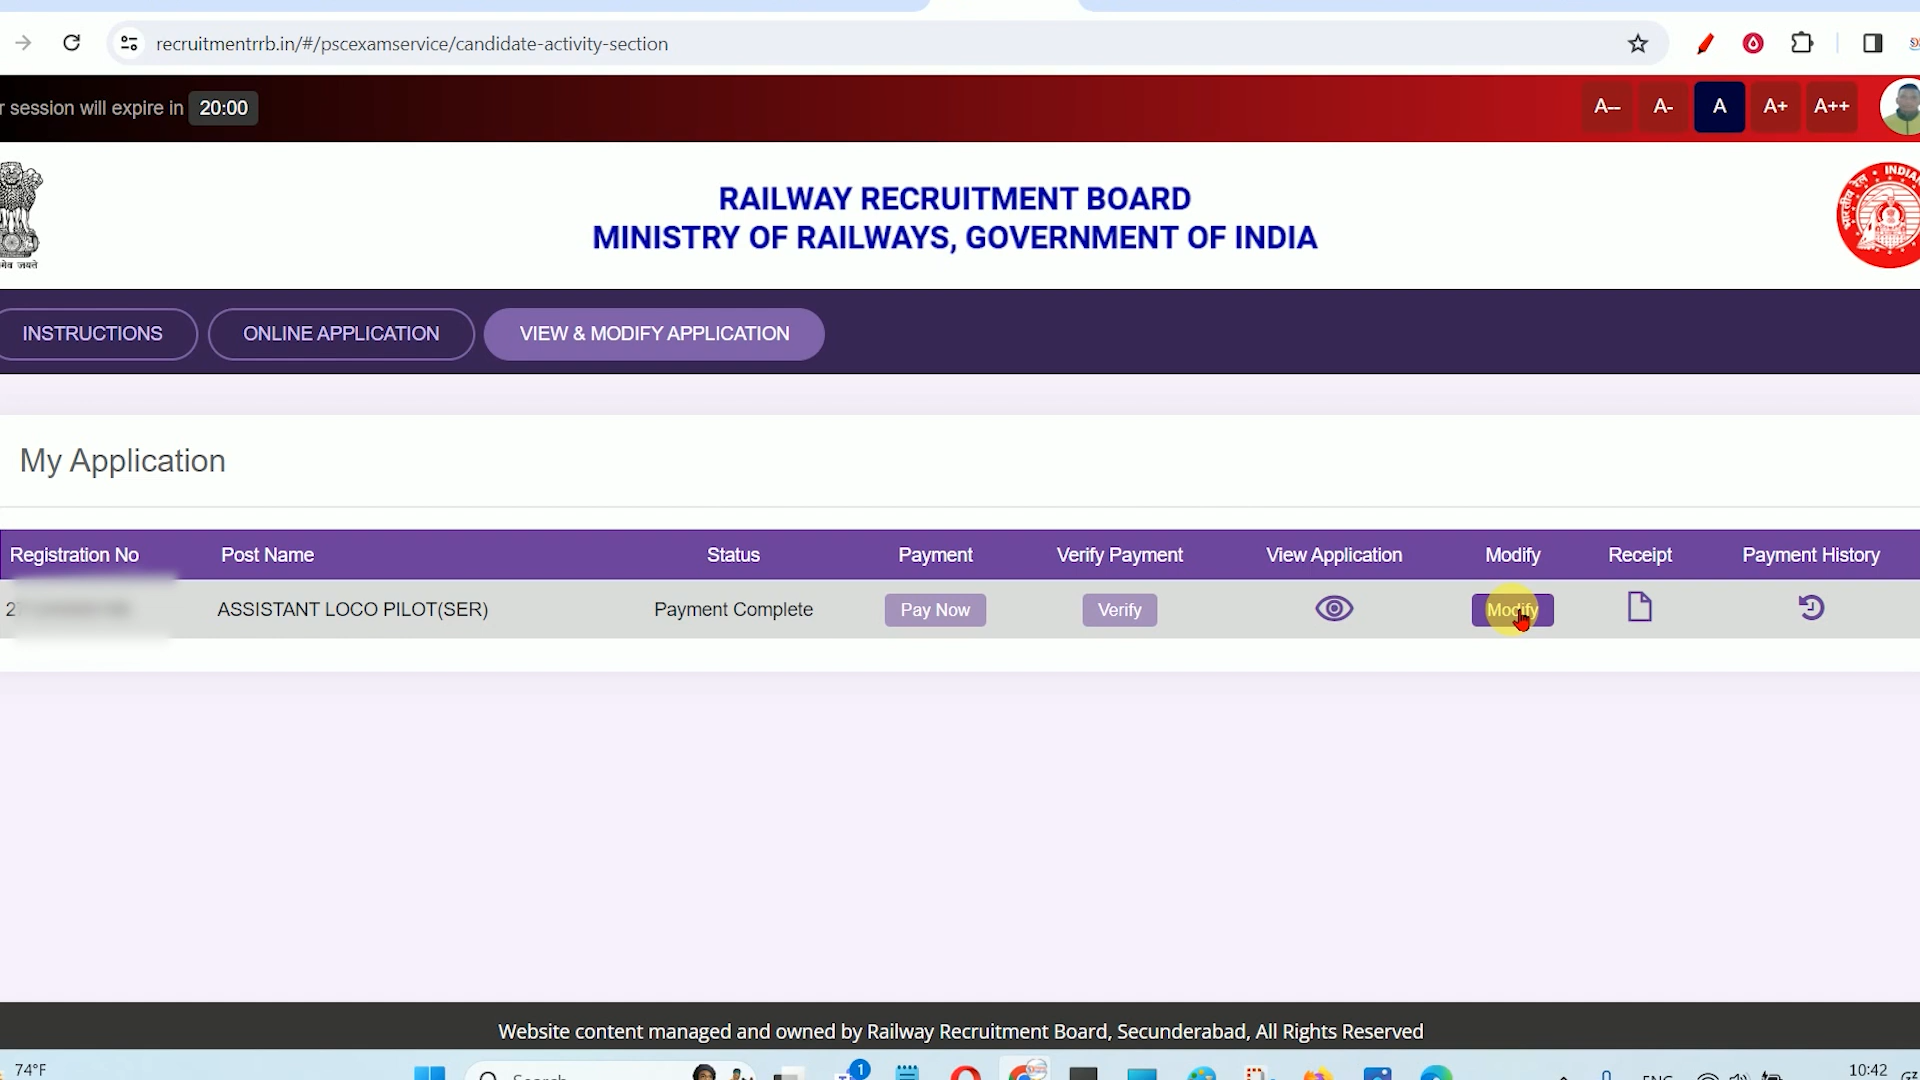 recruitmentrrb.in/#/pscexamservice/candidate-activity-section
r session will expire in 20:00
A-- A- A A+ A++
RAILWAY RECRUITMENT BOARD
MINISTRY OF RAILWAYS, GOVERNMENT OF INDIA
INSTRUCTIONS ONLINE APPLICATION VIEW & MODIFY APPLICATION
My Application
Registration No Post Name Status Payment Verify Payment View Application Modify Receipt Payment History
ASSISTANT LOCO PILOT(SER) Payment Complete Pay Now Verify Modify
Website content managed and owned by Railway Recruitment Board, Secunderabad, All Rights Reserved
74°F Search 1 ENG 10:42